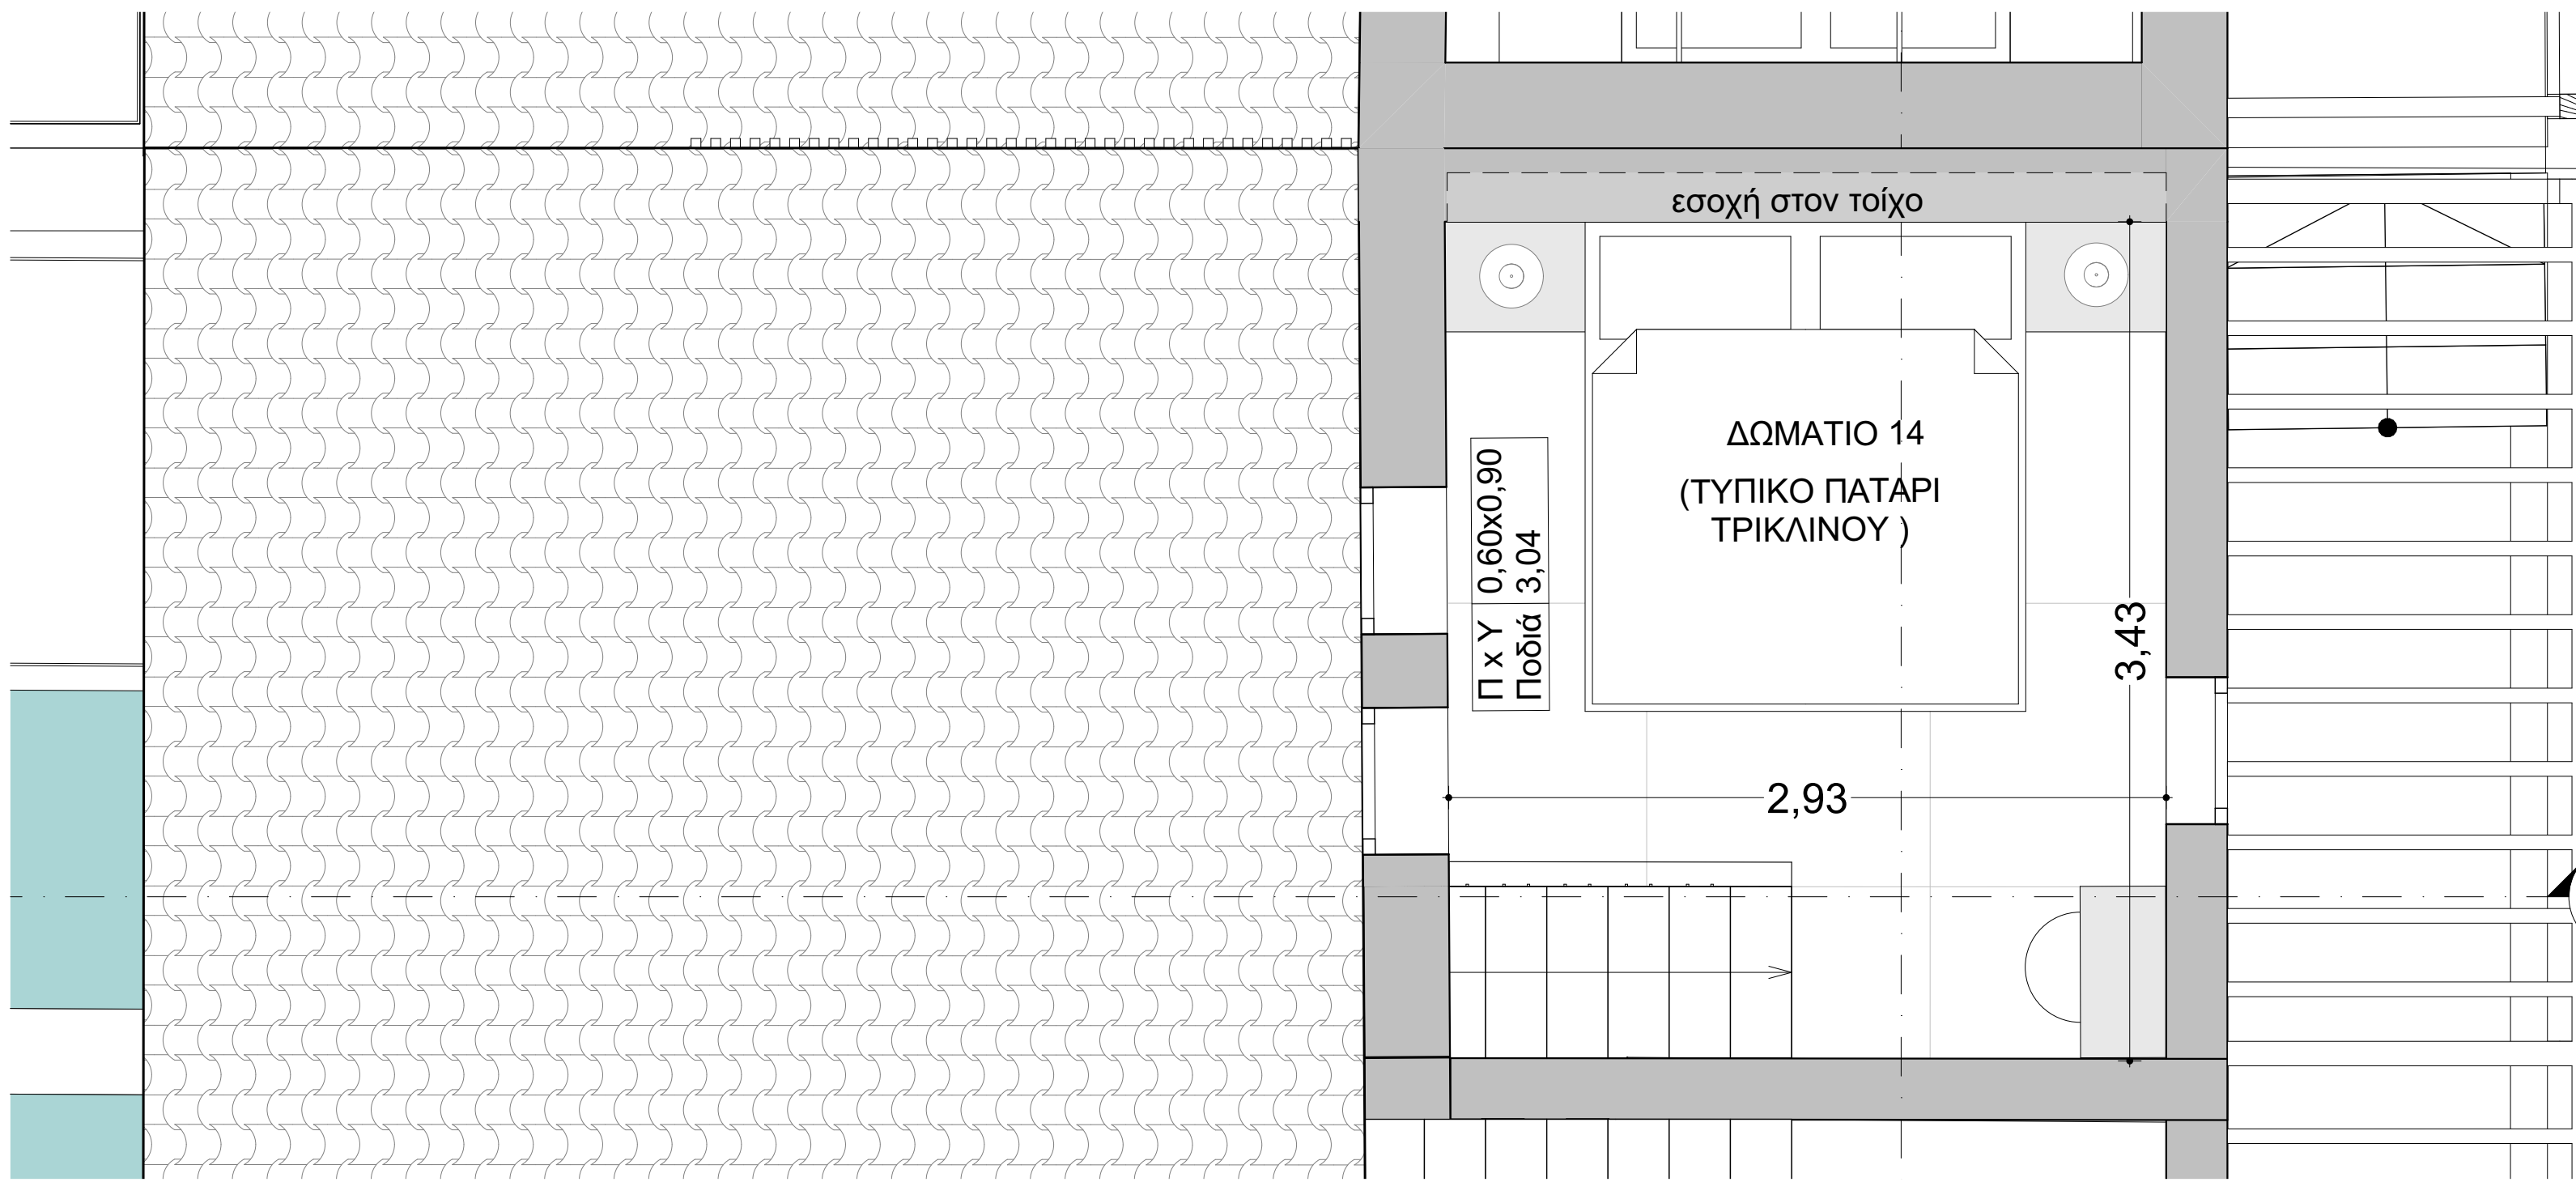 εσοχή στον τοίχο
ΔΩΜΑΤΙΟ 14
(ΤΥΠΙΚΟ ΠΑΤΑΡΙ
ΤΡΙΚΛΙΝΟΥ )
Π x Υ 0,60x0,90
Ποδιά 3,04
3,43
2,93